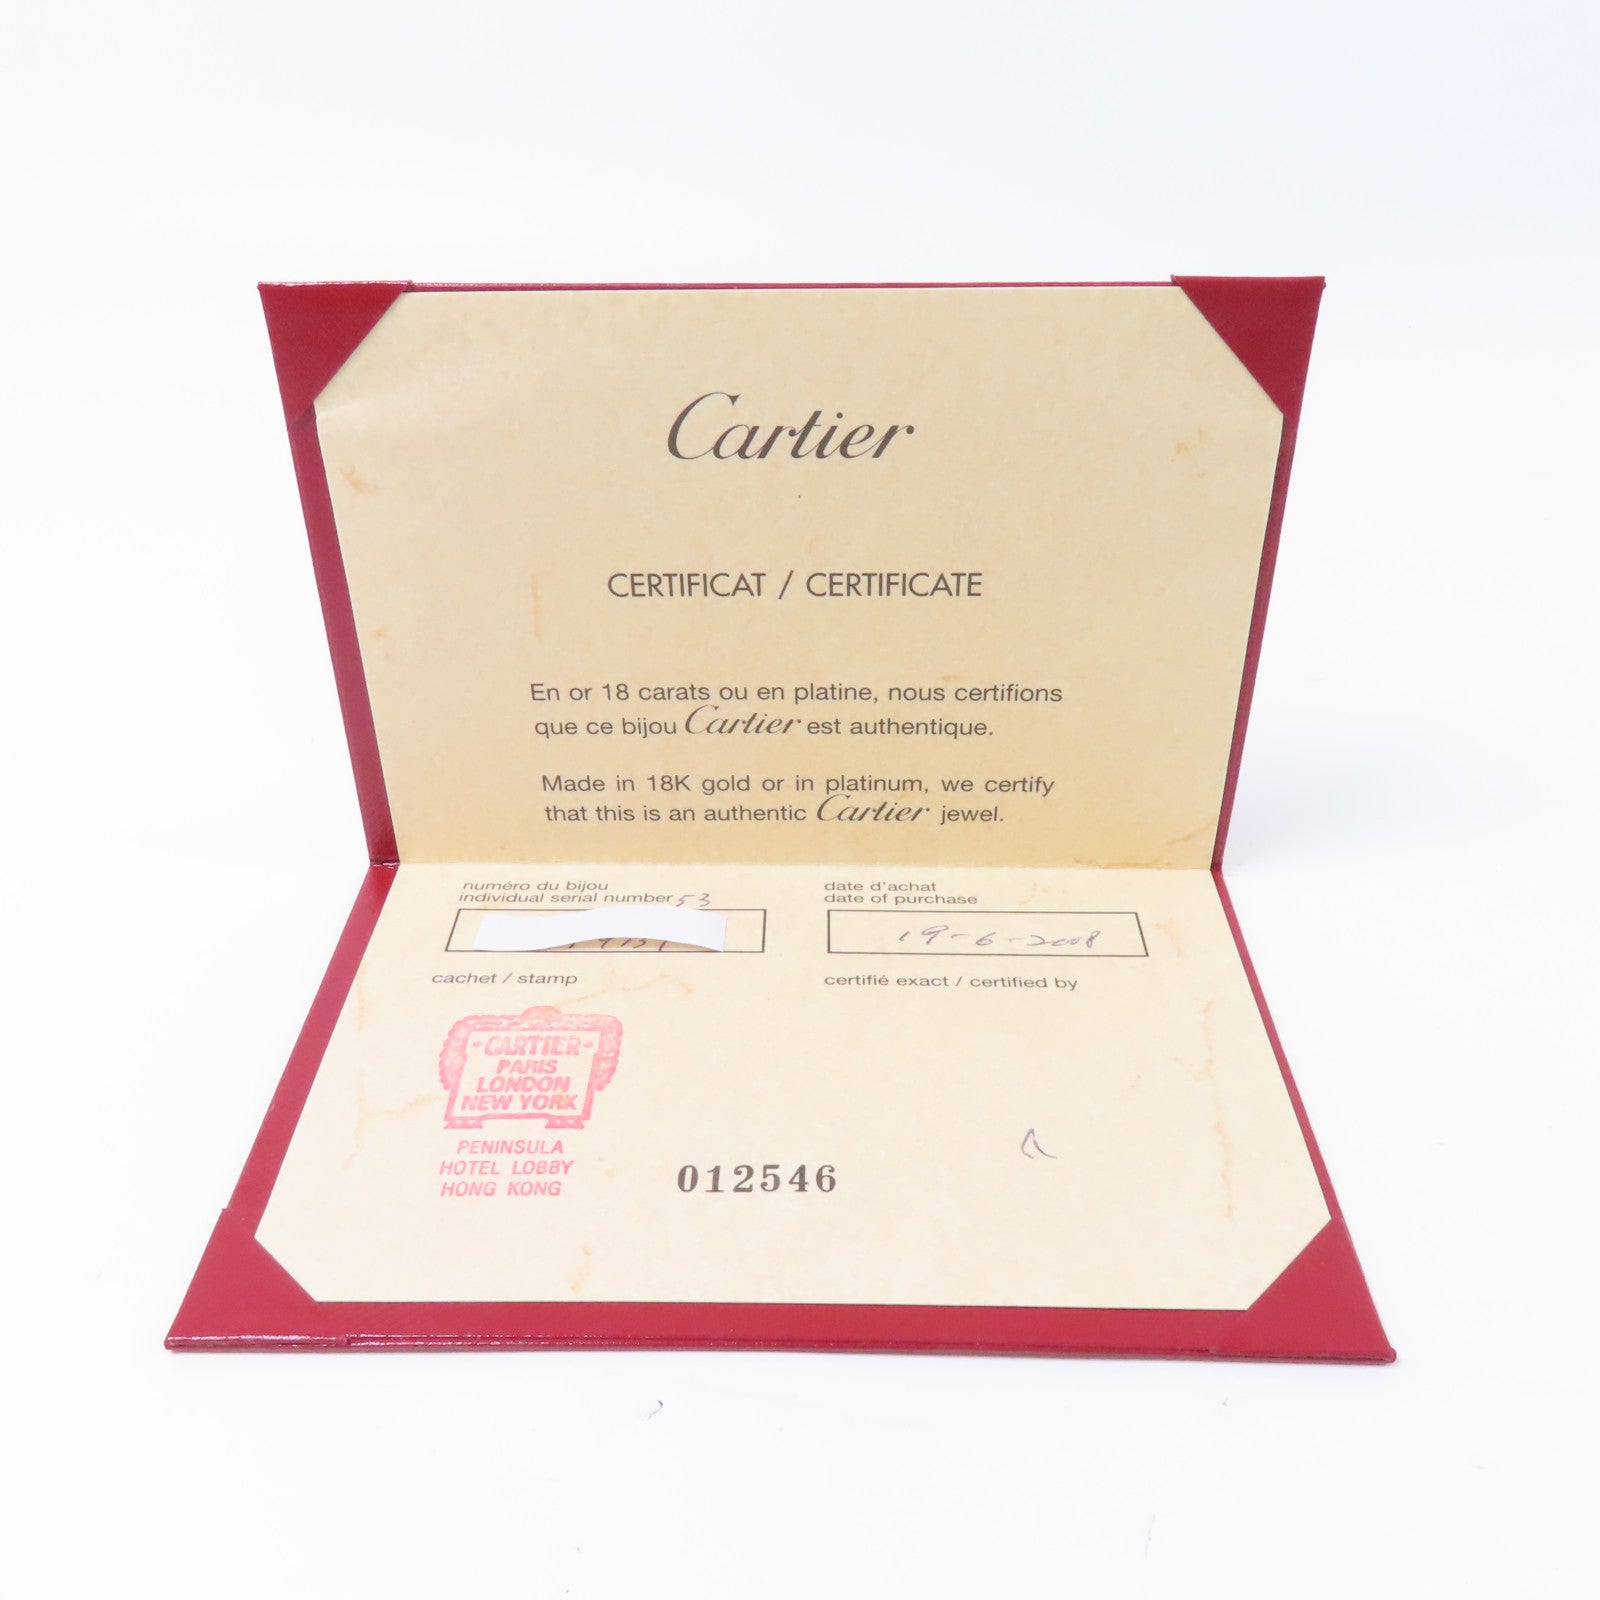 Cartier
CERTIFICAT / CERTIFICATE
En or 18 carats ou en platine, nous certifions
que ce bijou Cartier est authentique.
Made in 18K gold or in platinum, we certify
that this is an authentic Cartier jewel.
numéro du bijou
individual serial number 53
date d'achat
date of purchase
19-6-2008
cachet / stamp
certifié exact / certified by
-CARTIER-
PARIS
LONDON
NEW YORK
PENINSULA
HOTEL LOBBY
HONG KONG
012546